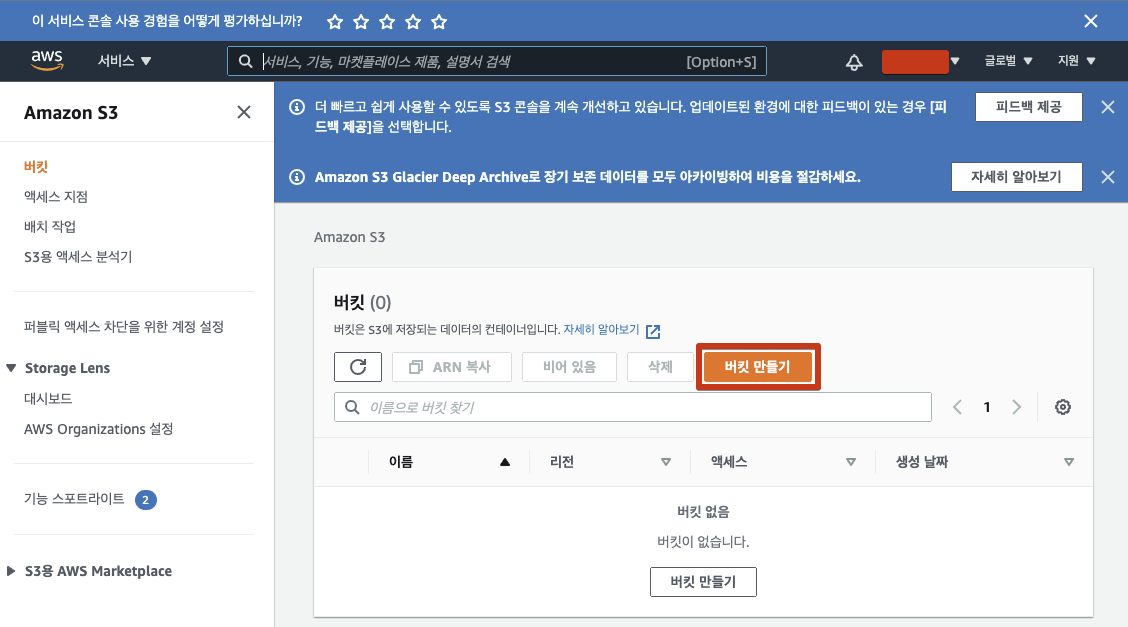 이 서비스 콘솔 사용 경험을 어떻게 평가하십니까?
aws 서비스 서비스, 기능, 마켓플레이스 제품, 설명서 검색 [Option+S] 글로벌 지원
Amazon S3
버킷
액세스 지점
배치 작업
S3용 액세스 분석기
퍼블릭 액세스 차단을 위한 계정 설정
Storage Lens
대시보드
AWS Organizations 설정
기능 스포트라이트 2
S3용 AWS Marketplace
더 빠르고 쉽게 사용할 수 있도록 S3 콘솔을 계속 개선하고 있습니다. 업데이트된 환경에 대한 피드백이 있는 경우 [피
드백 제공]을 선택합니다.
피드백 제공
Amazon S3 Glacier Deep Archive로 장기 보존 데이터를 모두 아카이빙하여 비용을 절감하세요.
자세히 알아보기
Amazon S3
버킷 (0)
버킷은 S3에 저장되는 데이터의 컨테이너입니다. 자세히 알아보기
ARN 복사 비어 있음 삭제 버킷 만들기
이름으로 버킷 찾기 1
이름 리전 액세스 생성 날짜
버킷 없음
버킷이 없습니다.
버킷 만들기